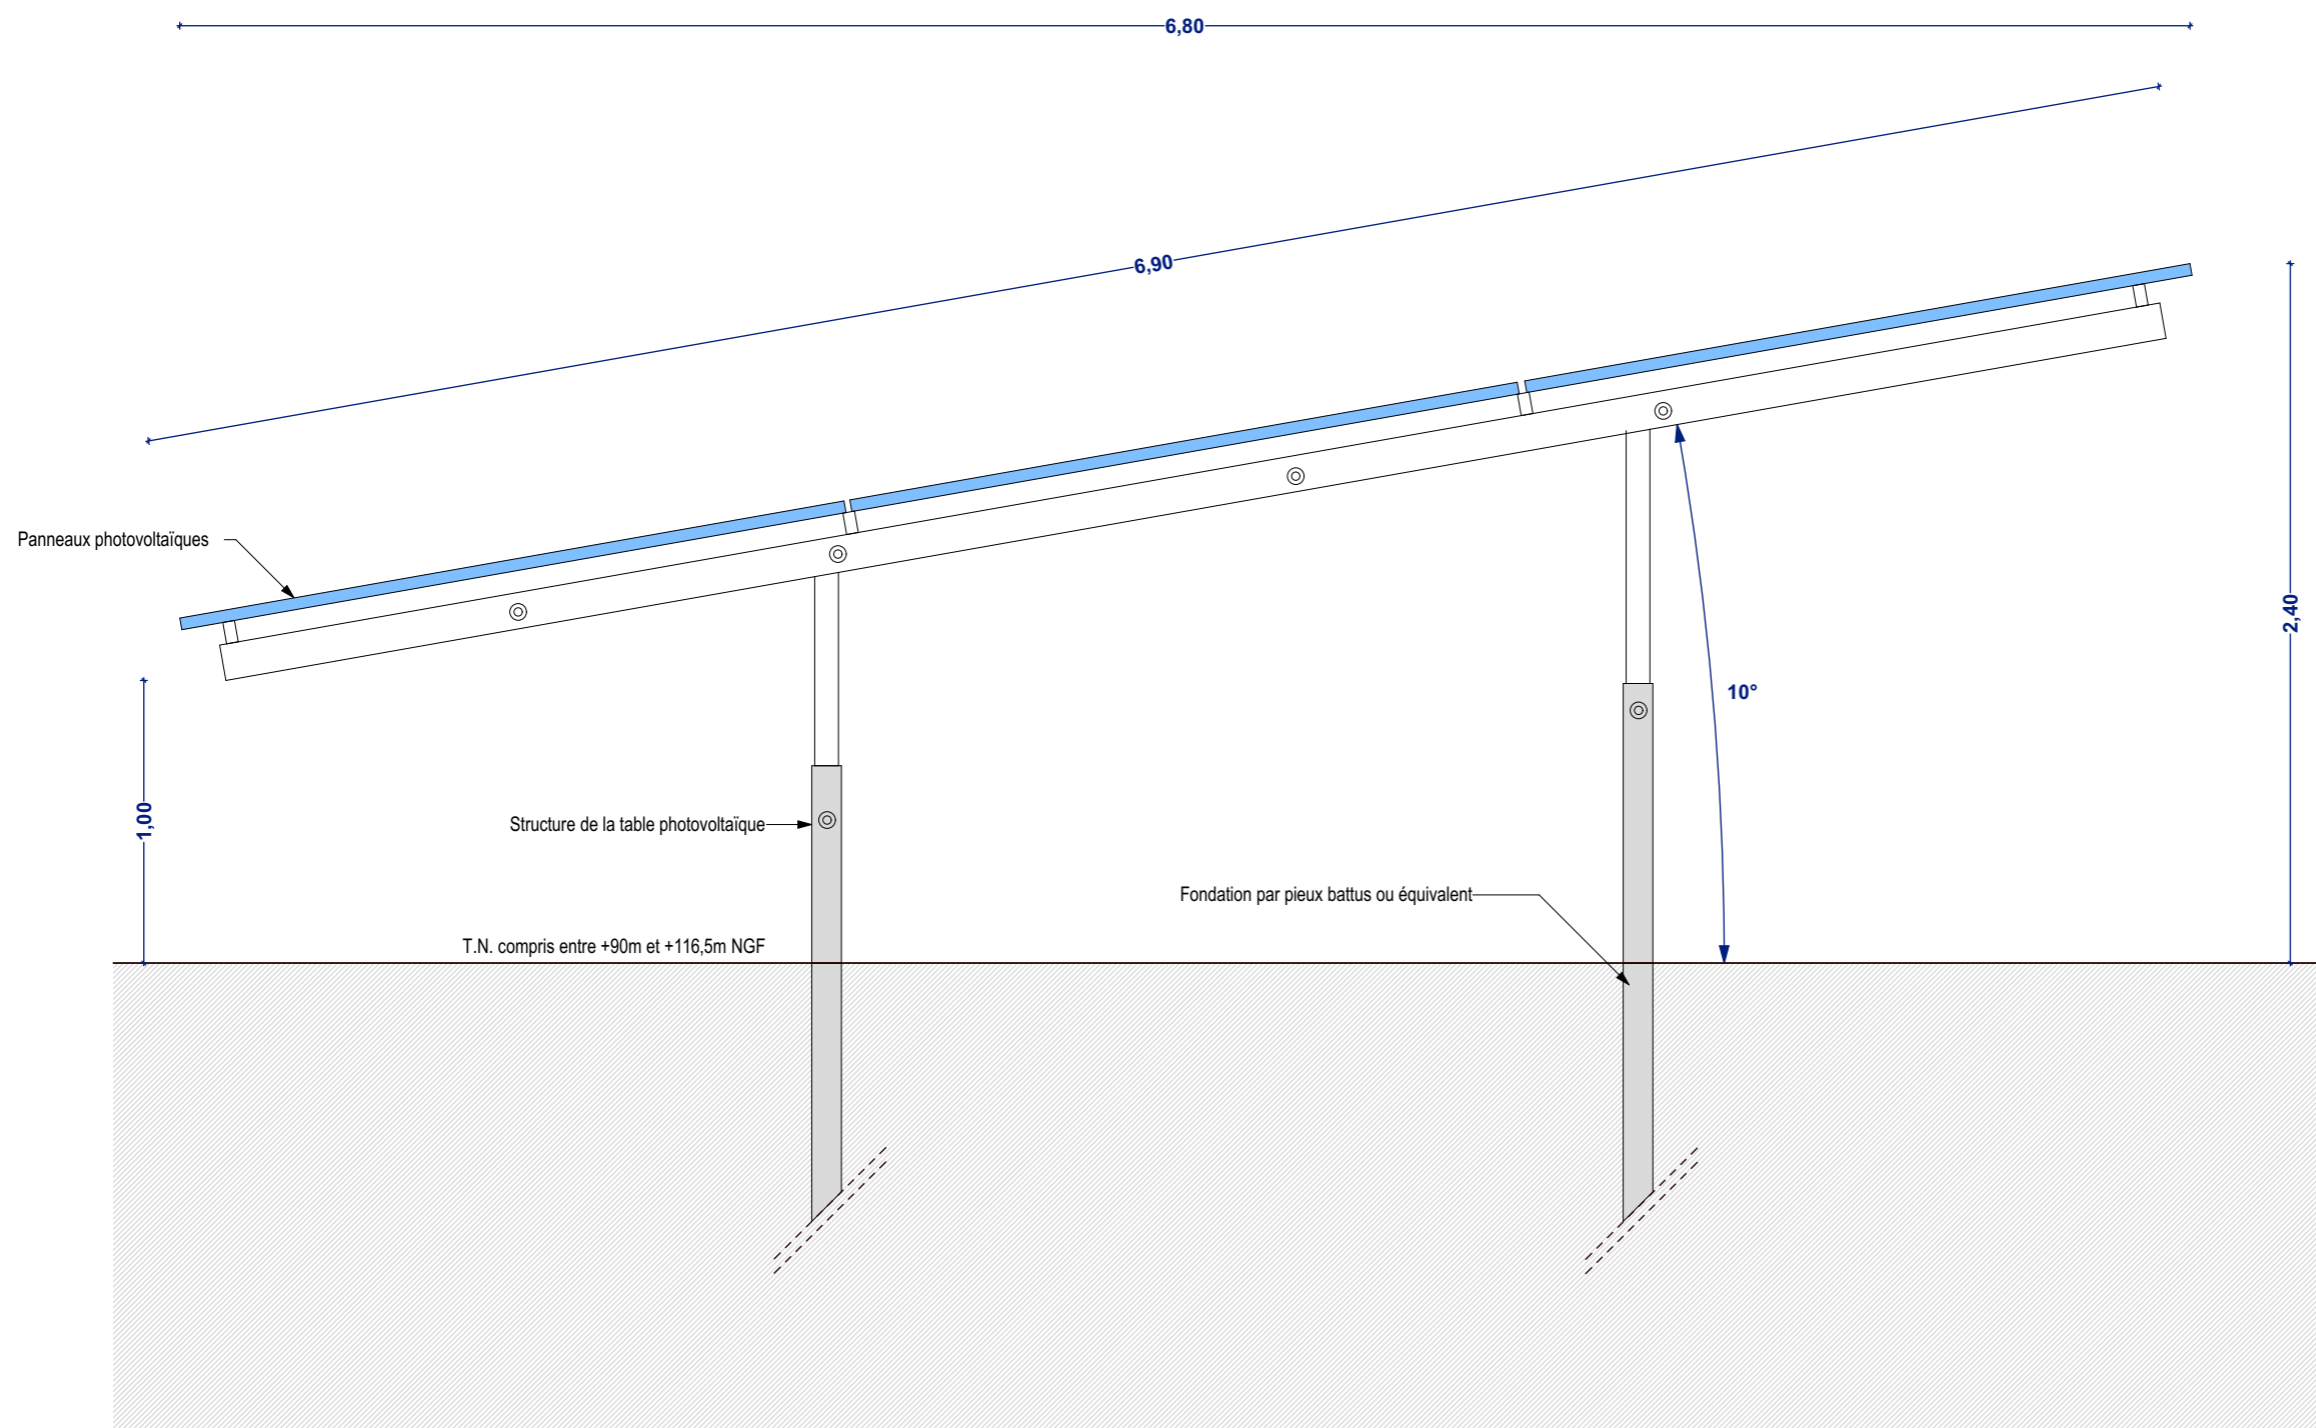 6,80
6,90
Panneaux photovoltaïques
2,40
10°
1,00
Structure de la table photovoltaïque
Fondation par pieux battus ou équivalent
T.N. compris entre +90m et +116,5m NGF